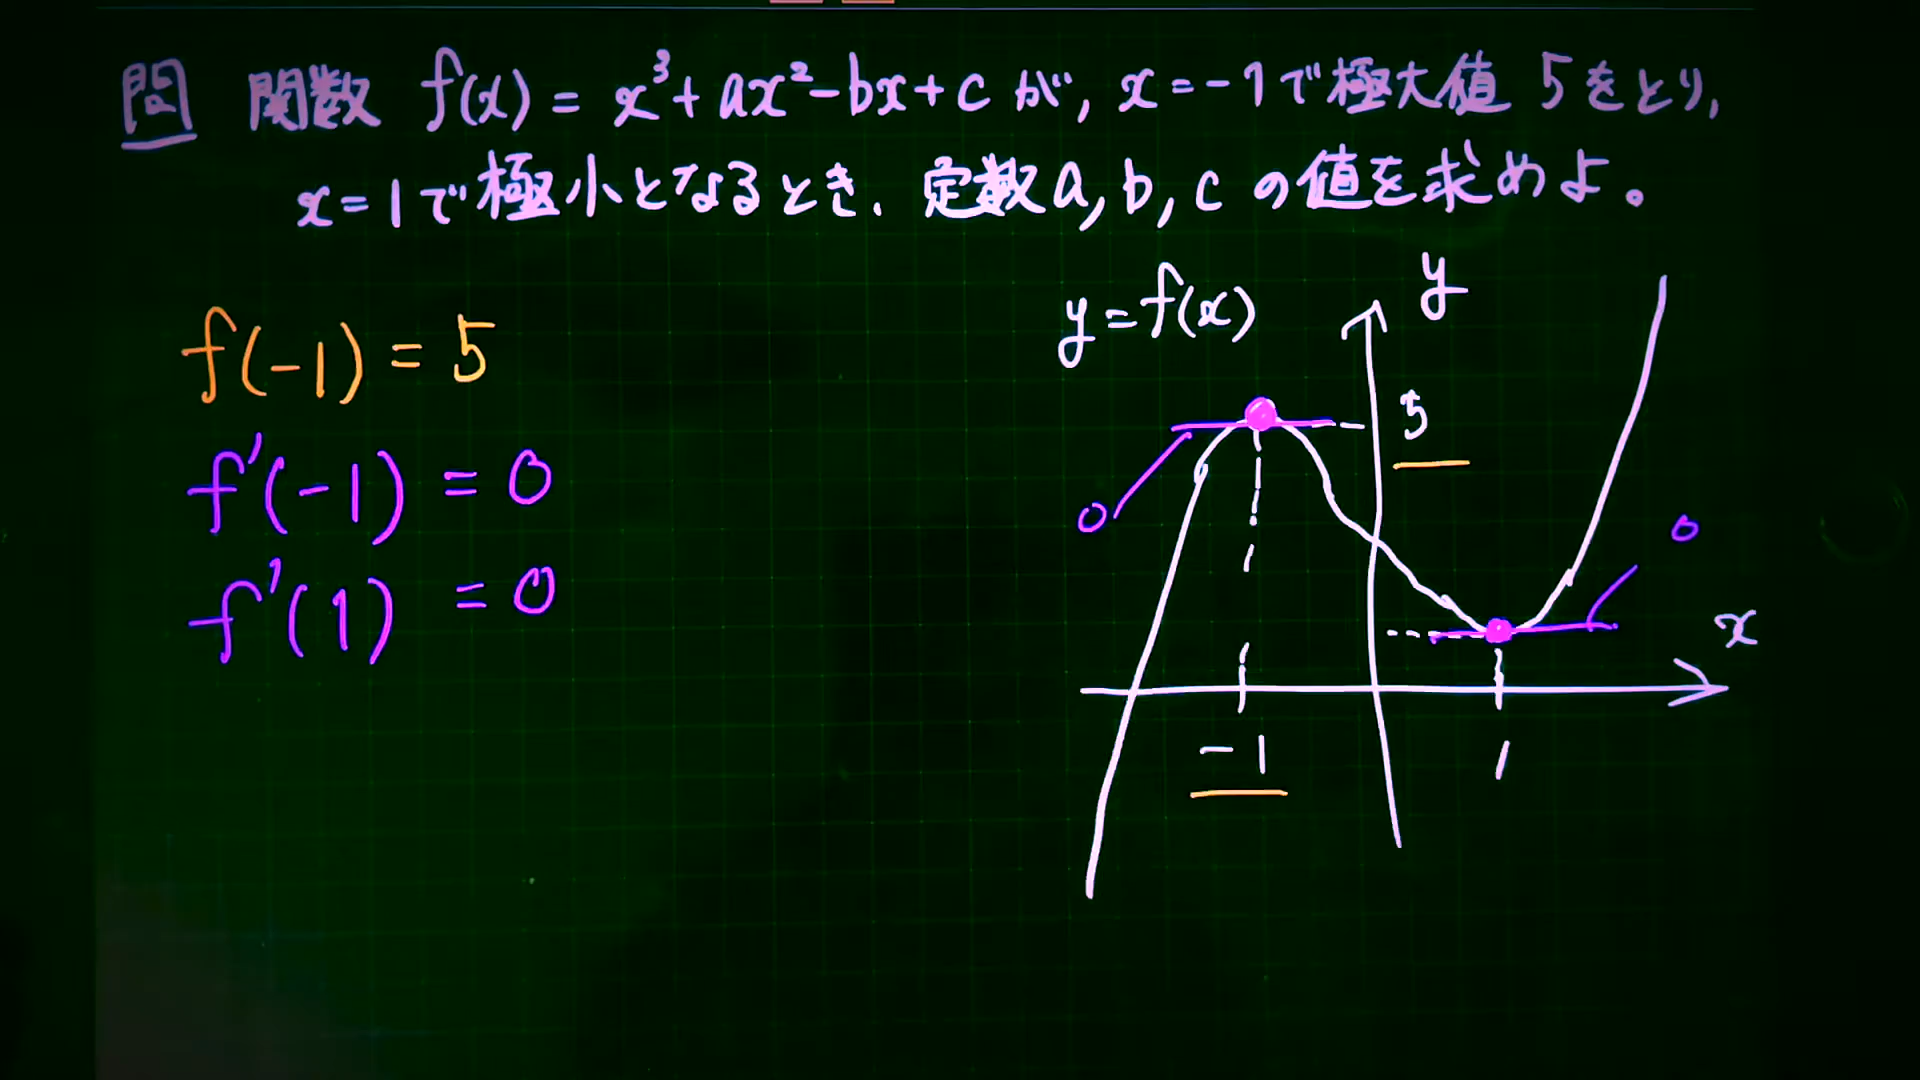 問 関数 f(x) = x³ + ax² - bx + c が, x = -1で極大値 5をとり,
x = 1で極小となるとき、定数a, b, c の値を求めよ。
f(-1) = 5
f'(-1) = 0
f'(1) = 0
y = f(x)
y
5
0
0
x
-1
1